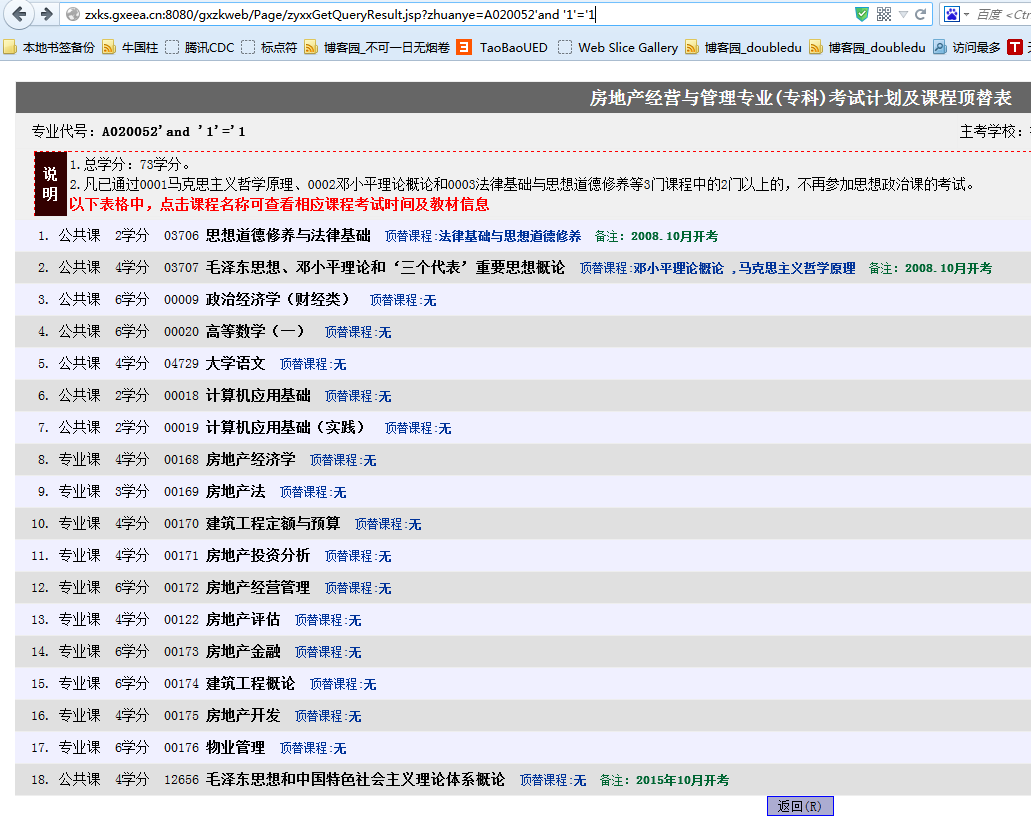 zxks.gxeea.cn:8080/gxzkweb/Page/zyxxGetQueryResult.jsp?zhuanye=A020052'and '1'='1 百度 <Ctr
本地书签备份 牛国柱 腾讯CDC 标点符 博客园_不可一日无烟卷 TaoBaoUED Web Slice Gallery 博客园_doubledu 博客园_doubledu 访问最多
房地产经营与管理专业(专科)考试计划及课程顶替表
专业代号：A020052'and '1'='1 主考学校：
说明
1.总学分：73学分。
2.凡已通过0001马克思主义哲学原理、0002邓小平理论概论和0003法律基础与思想道德修养等3门课程中的2门以上的，不再参加思想政治课的考试。
以下表格中，点击课程名称可查看相应课程考试时间及教材信息
1. 公共课 2学分 03706 思想道德修养与法律基础 顶替课程:法律基础与思想道德修养 备注：2008.10月开考
2. 公共课 4学分 03707 毛泽东思想、邓小平理论和‘三个代表’重要思想概论 顶替课程:邓小平理论概论 ,马克思主义哲学原理 备注：2008.10月开考
3. 公共课 6学分 00009 政治经济学（财经类） 顶替课程:无
4. 公共课 6学分 00020 高等数学（一） 顶替课程:无
5. 公共课 4学分 04729 大学语文 顶替课程:无
6. 公共课 2学分 00018 计算机应用基础 顶替课程:无
7. 公共课 2学分 00019 计算机应用基础（实践） 顶替课程:无
8. 专业课 4学分 00168 房地产经济学 顶替课程:无
9. 专业课 3学分 00169 房地产法 顶替课程:无
10. 专业课 4学分 00170 建筑工程定额与预算 顶替课程:无
11. 专业课 4学分 00171 房地产投资分析 顶替课程:无
12. 专业课 6学分 00172 房地产经营管理 顶替课程:无
13. 专业课 4学分 00122 房地产评估 顶替课程:无
14. 专业课 6学分 00173 房地产金融 顶替课程:无
15. 专业课 6学分 00174 建筑工程概论 顶替课程:无
16. 专业课 4学分 00175 房地产开发 顶替课程:无
17. 专业课 6学分 00176 物业管理 顶替课程:无
18. 公共课 4学分 12656 毛泽东思想和中国特色社会主义理论体系概论 顶替课程:无 备注：2015年10月开考
返回(R)